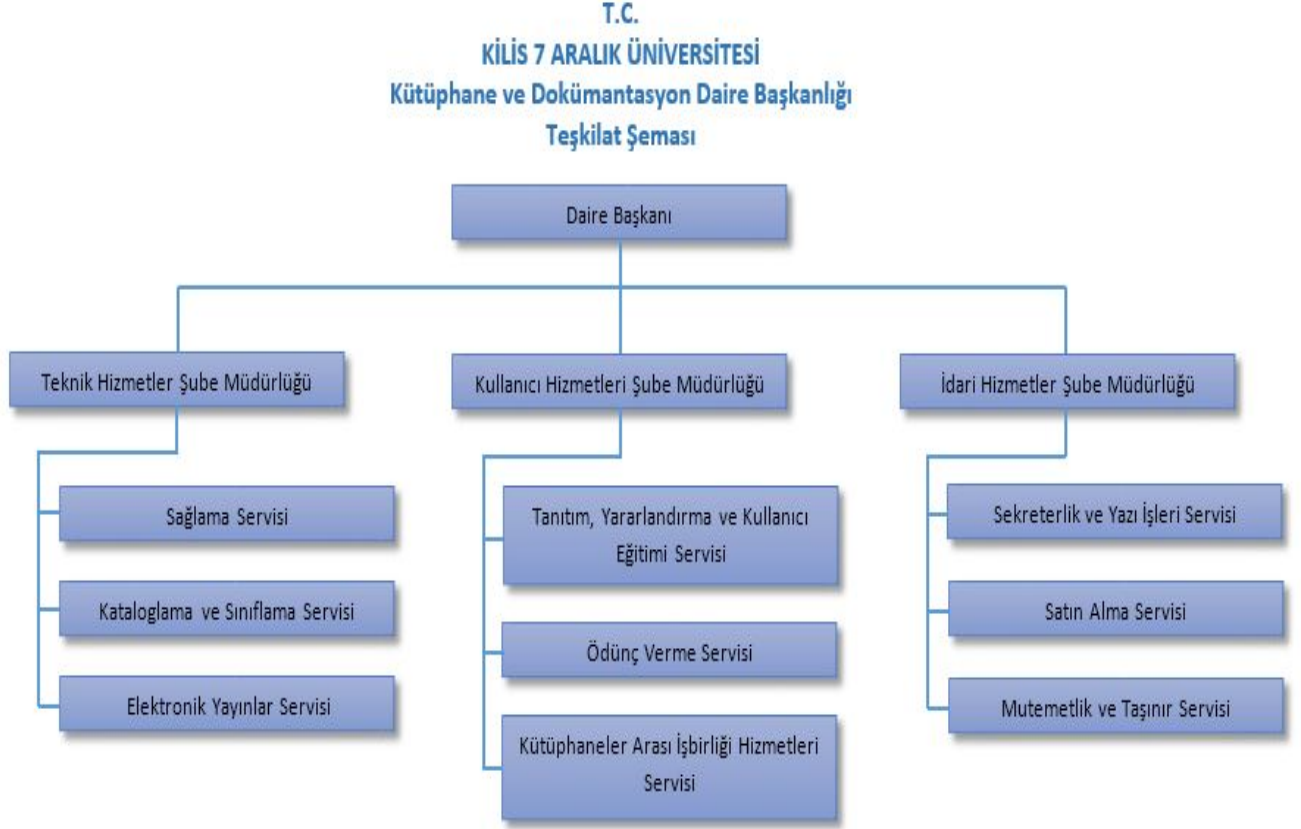 T.C.
KİLİS 7 ARALIK ÜNİVERSİTESİ
Kütüphane ve Dokümantasyon Daire Başkanlığı
Teşkilat Şeması
Daire Başkanı
Teknik Hizmetler Şube Müdürlüğü
Sağlama Servisi
Kataloglama ve Sınıflama Servisi
Elektronik Yayınlar Servisi
Kullanıcı Hizmetleri Şube Müdürlüğü
Tanıtım, Yararlandırma ve Kullanıcı
Eğitimi Servisi
Ödünç Verme Servisi
Kütüphaneler Arası İşbirliği Hizmetleri
Servisi
İdari Hizmetler Şube Müdürlüğü
Sekreterlik ve Yazı İşleri Servisi
Satın Alma Servisi
Mutemetlik ve Taşınır Servisi